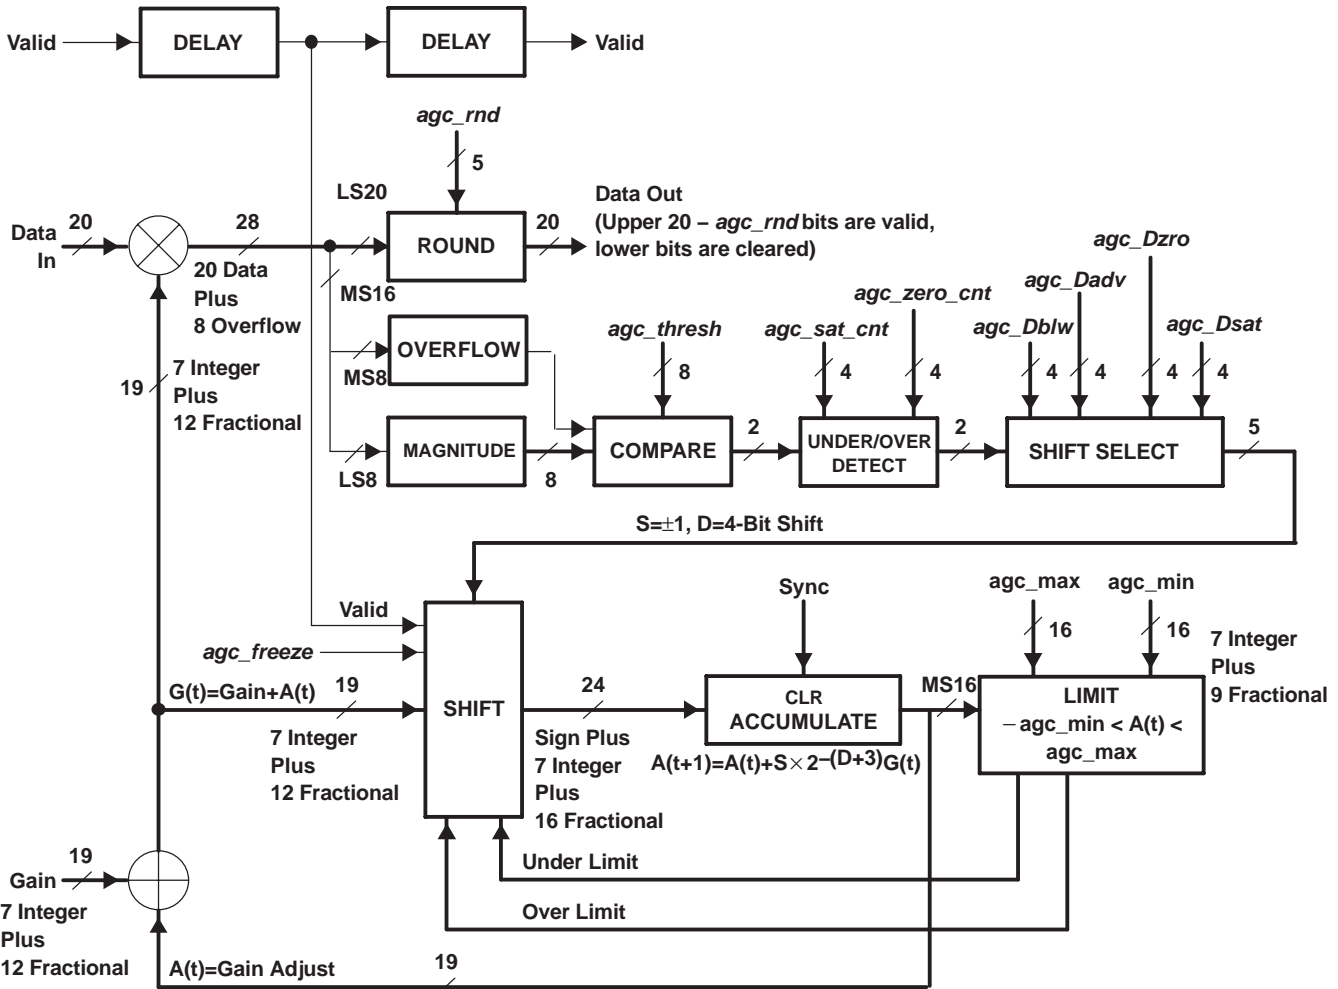 Valid
DELAY
DELAY
Valid
agc_rnd
5
LS20
Data Out
(Upper 20 – agc_rnd bits are valid,
lower bits are cleared)
Data
In
20
28
ROUND
20
20 Data
Plus
8 Overflow
MS16
agc_Dzro
agc_Dadv
agc_zero_cnt
agc_thresh
agc_sat_cnt
agc_Dblw
agc_Dsat
OVERFLOW
MS8
8
4
4
4
4
4
4
19
7 Integer
Plus
12 Fractional
MAGNITUDE
LS8
8
COMPARE
2
UNDER/OVER
DETECT
2
SHIFT SELECT
5
S=±1, D=4-Bit Shift
Valid
agc_freeze
Sync
agc_max
agc_min
16
16
7 Integer
Plus
9 Fractional
G(t)=Gain+A(t)
19
7 Integer
Plus
12 Fractional
SHIFT
24
Sign Plus
7 Integer
Plus
16 Fractional
CLR
ACCUMULATE
A(t+1)=A(t)+S×2–(D+3)G(t)
MS16
LIMIT
–agc_min < A(t) <
agc_max
Under Limit
Over Limit
Gain
19
7 Integer
Plus
12 Fractional
A(t)=Gain Adjust
19